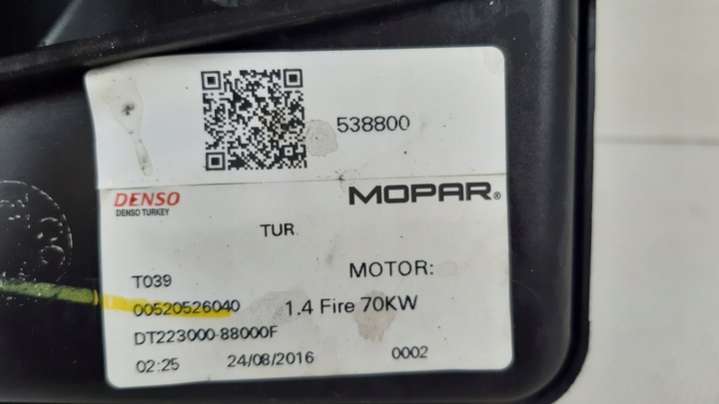 538800
DENSO
DENSO TURKEY
MOPAR®
TUR
T039
MOTOR:
00520526040
1.4 Fire 70KW
DT223000-88000F
02:25 24/08/2016 0002